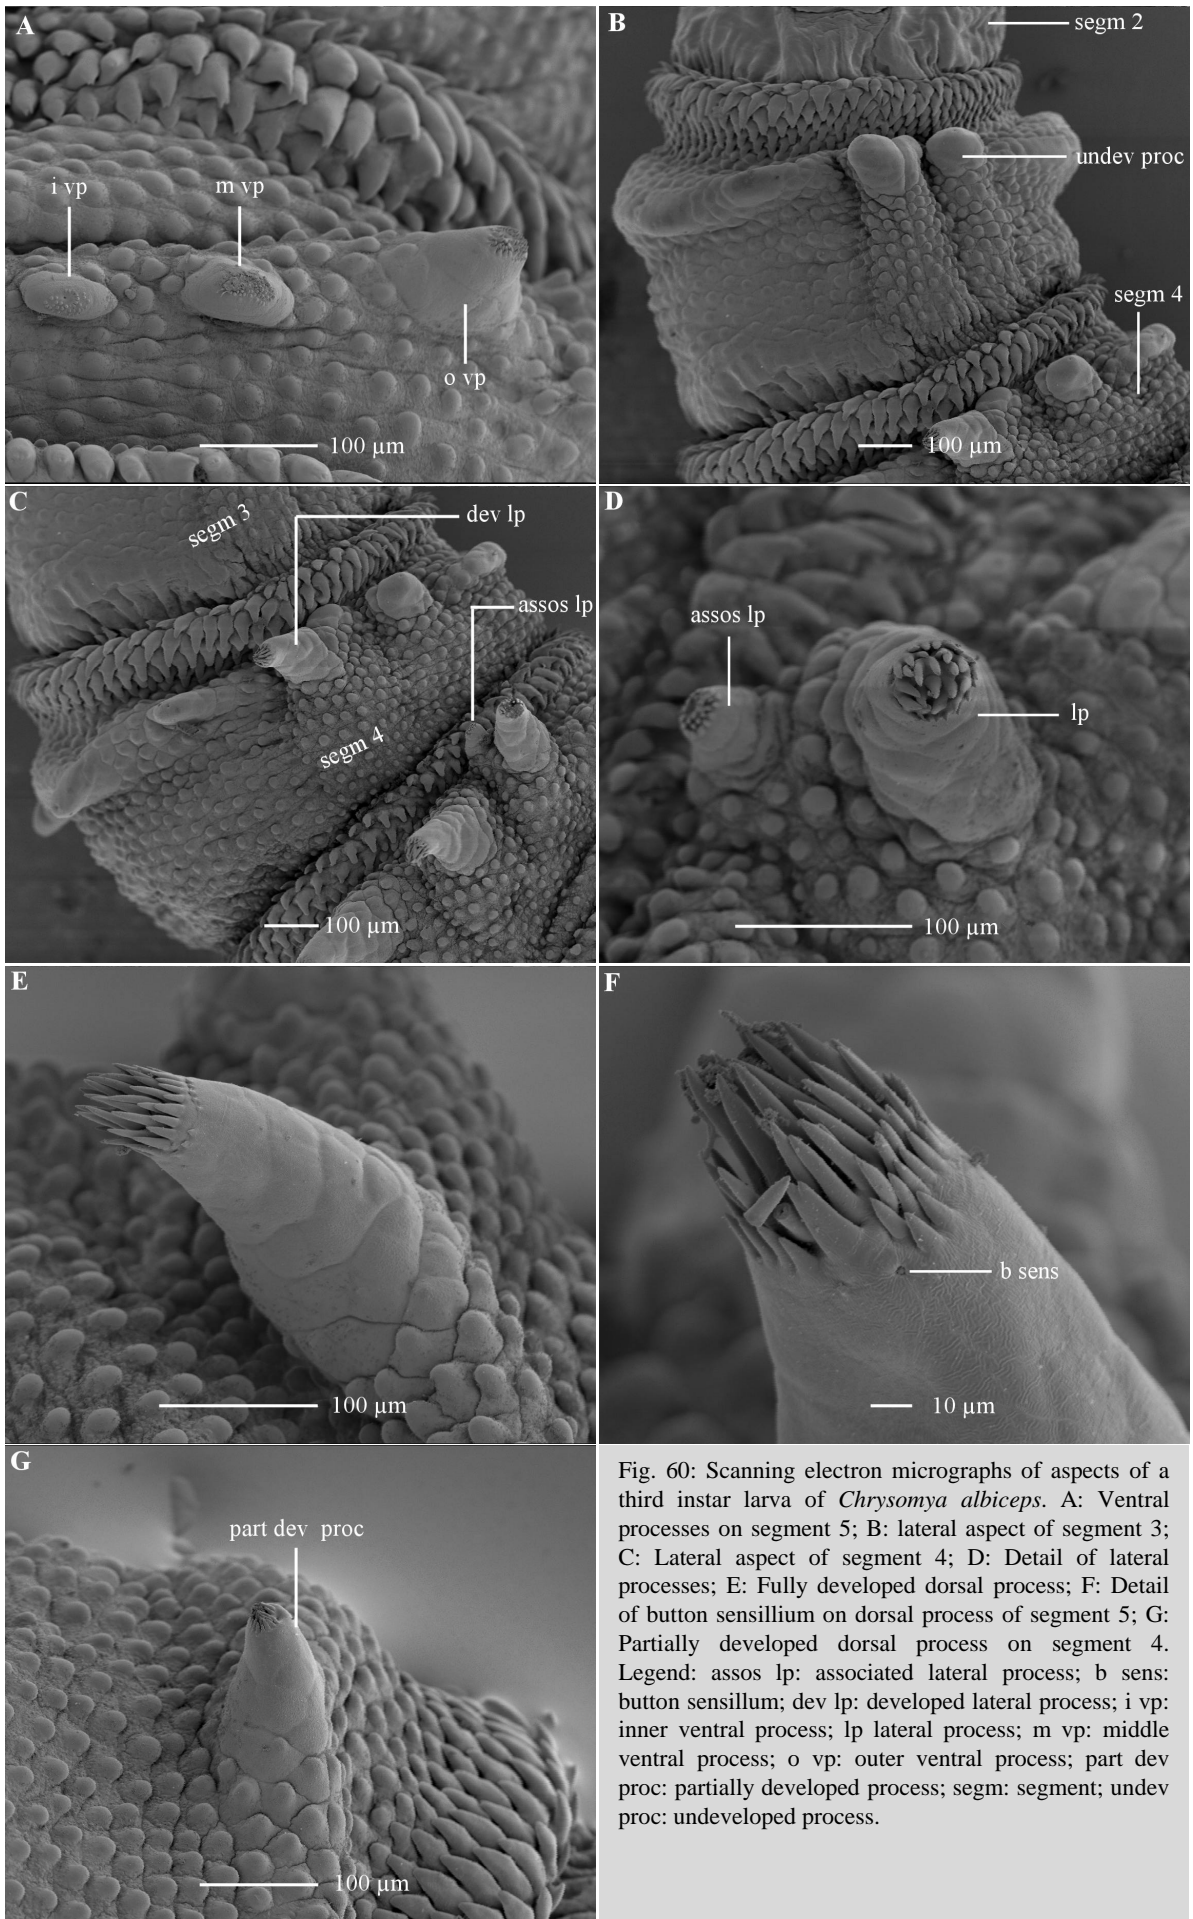 A
i vp
m vp
o vp
100 µm
B
segm 2
undev proc
segm 4
100 µm
C
segm 3
dev lp
assos lp
segm 4
100 µm
D
assos lp
lp
100 µm
E
100 µm
F
b sens
10 µm
G
part dev proc
100 µm
Fig. 60: Scanning electron micrographs of aspects of a
third instar larva of Chrysomya albiceps. A: Ventral
processes on segment 5; B: lateral aspect of segment 3;
C: Lateral aspect of segment 4; D: Detail of lateral
processes; E: Fully developed dorsal process; F: Detail
of button sensillium on dorsal process of segment 5; G:
Partially developed dorsal process on segment 4.
Legend: assos lp: associated lateral process; b sens:
button sensillum; dev lp: developed lateral process; i vp:
inner ventral process; lp lateral process; m vp: middle
ventral process; o vp: outer ventral process; part dev
proc: partially developed process; segm: segment; undev
proc: undeveloped process.